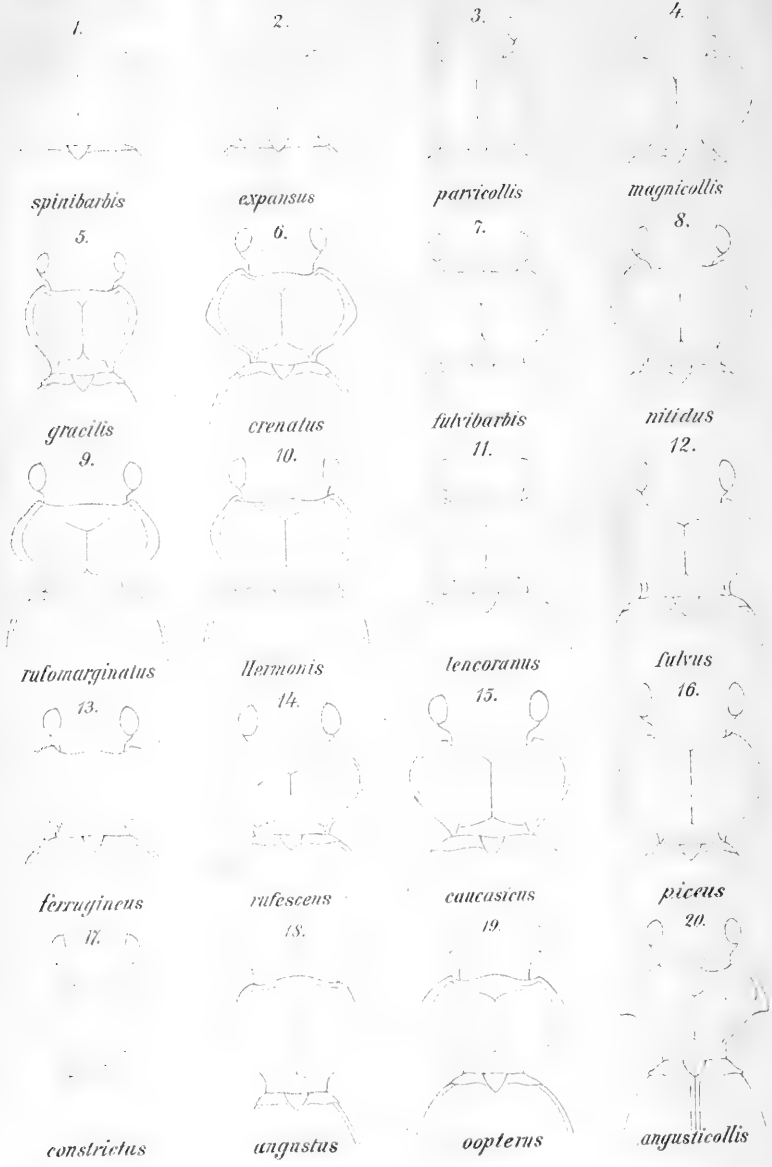 1. 2. 3. 4.
spinibarbis expansus parvicollis magnicollis
5. 6. 7. 8.
gracilis crenatus fulvibarbis nitidus
9. 10. 11. 12.
rufomarginatus Hermonis lencoranus fulvus
13. 14. 15. 16.
ferrugineus rufescens caucasicus piceus
17. 18. 19. 20.
constrictus angustus oopterus angusticollis